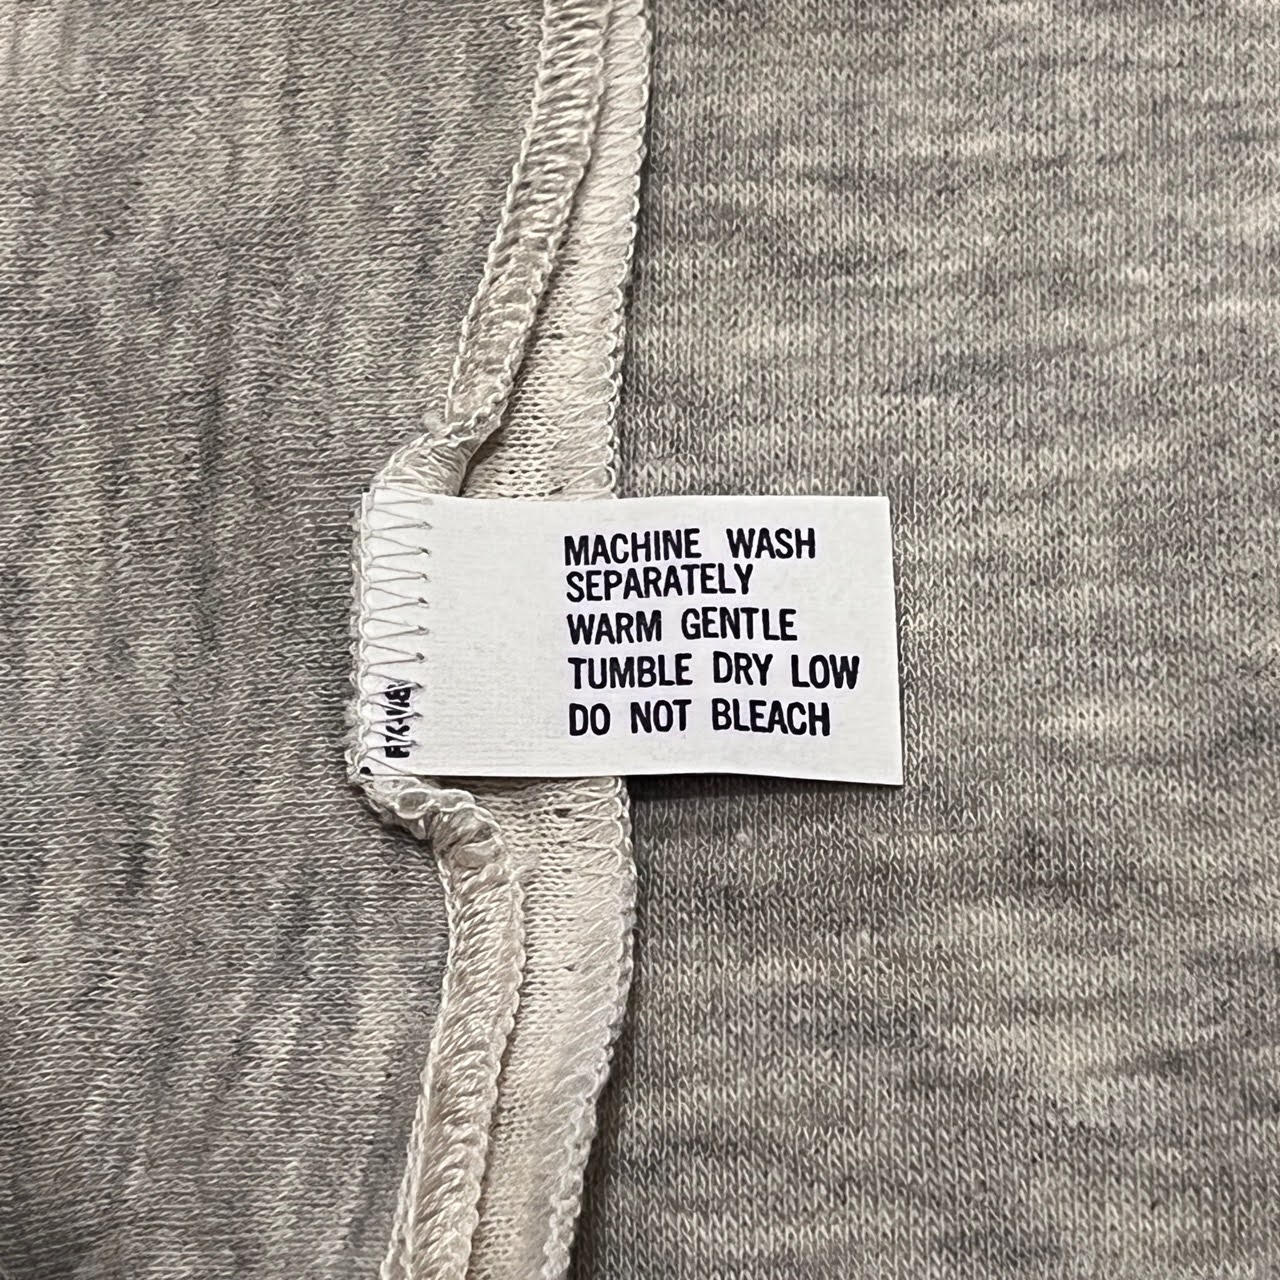 MACHINE WASH
SEPARATELY
WARM GENTLE
TUMBLE DRY LOW
DO NOT BLEACH